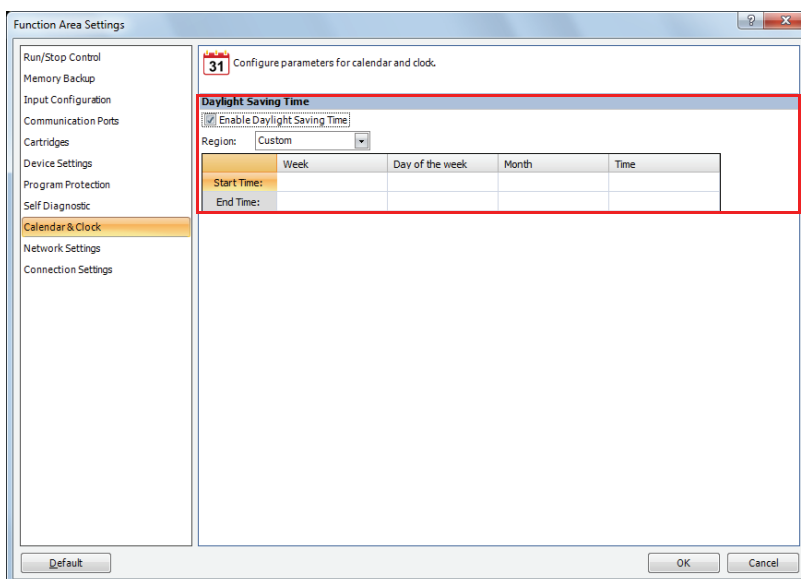 Function Area Settings
?
X
Run/Stop Control
Memory Backup
Input Configuration
Communication Ports
Cartridges
Device Settings
Program Protection
Self Diagnostic
Calendar & Clock
Network Settings
Connection Settings
31 Configure parameters for calendar and clock.
Daylight Saving Time
Enable Daylight Saving Time
Region: Custom
Week Day of the week Month Time
Start Time:
End Time:
Default OK Cancel